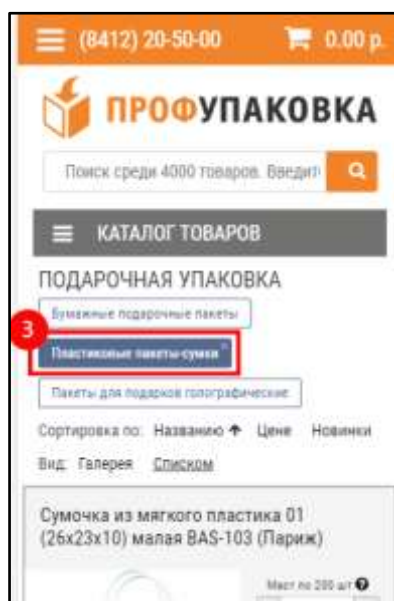 (8412) 20-50-00 0.00 р.
ПРОФУПАКОВКА
Поиск среди 4000 товаров. Введит
КАТАЛОГ ТОВАРОВ
ПОДАРОЧНАЯ УПАКОВКА
Бумажные подарочные пакеты
3
Пластиковые пакеты-сумки
Пакеты для подарков голографические
Сортировка по: Названию Цене Новинки
Вид: Галерея Списком
Сумочка из мягкого пластика 01
(26х23х10) малая BAS-103 (Париж)
Маст по 200 шт